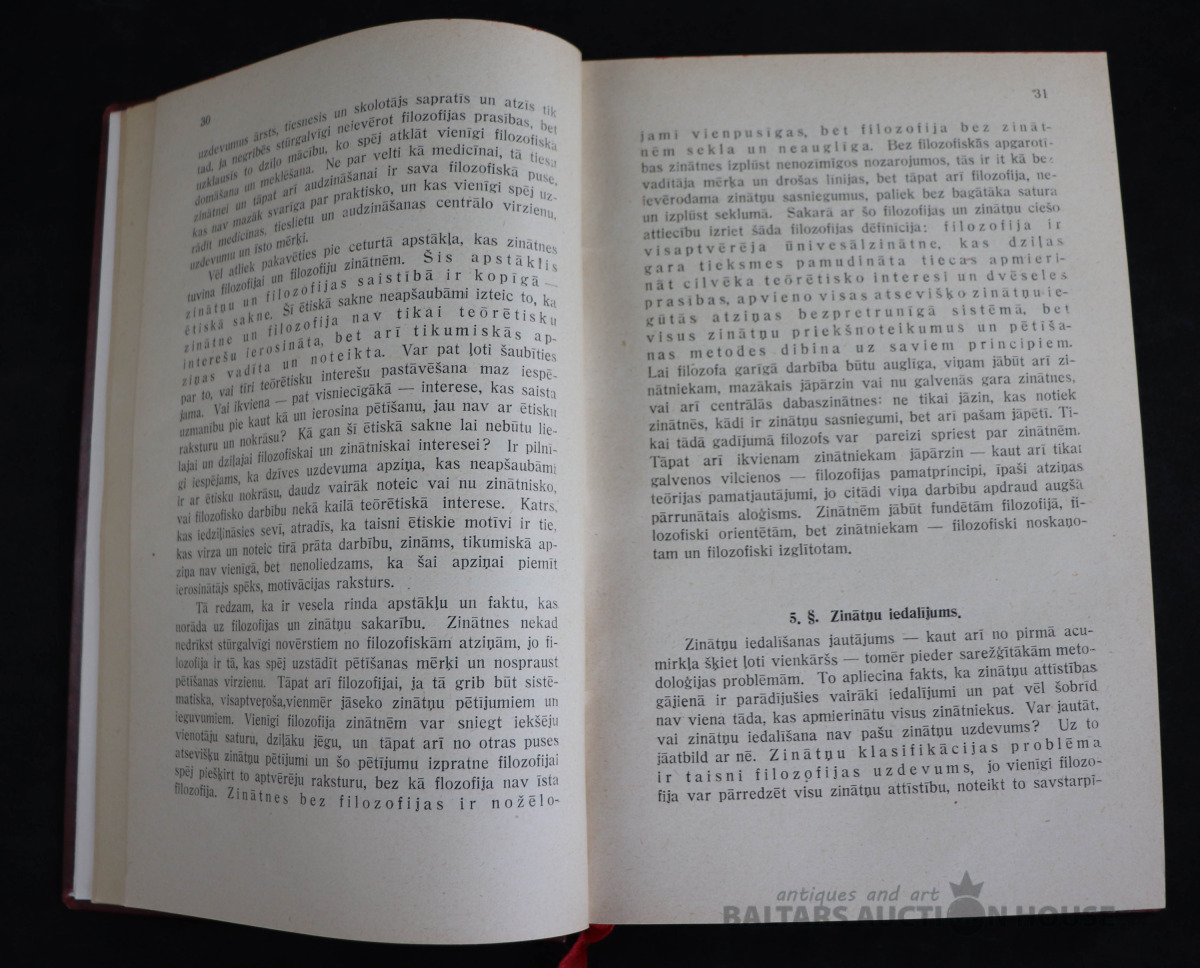 30
uzdevumus ārsts, tiesnesis un skolotājs sapratīs un atzīs tik
tad, ja negribēs stūrgalvīgi neievērot filozofijas prasības, bet
uzklausīs to dziļo mācību, ko spēj atklāt vienīgi filozofiska
domāšana un meklēšana. Ne par velti kā medicīnai, tā tiesu
zinātnei un tāpat arī audzināšanai ir sava filozofiskā puse,
kas nav mazāk svarīga par praktisko, un kas vienīgi spēj uz-
rādīt medicīnas, tieslietu un audzināšanas centrālo virzienu,
uzdevumu un īsto mērķi.
Vēl atliek pakavēties pie ceturtā apstākļa, kas zinātnes
tuvina filozofijai un filozofiju zinātnēm. Šis apstāklis
zinātņu un filozofijas saistībā ir kopīgā —
ētiskā sakne. Šī ētiskā sakne neapšaubāmi izteic to, ka
zinātne un filozofija nav tikai teōrētisku
interešu ierosināta, bet arī tikumiskās ap-
ziņas vadīta un noteikta. Var pat ļoti šaubīties
par to, vai tīri teōrētisku interešu pastāvēšana maz iespē-
jama. Vai ikviena — pat visniecīgākā — interese, kas saista
uzmanību pie kaut kā un ierosina pētīšanu, jau nav ar ētisku
raksturu un nokrāsu? Kā gan šī ētiskā sakne lai nebūtu lie-
lajai un dziļajai filozofiskai un zinātniskai interesei? Ir pilnī-
gi iespējams, ka dzīves uzdevuma apziņa, kas neapšaubāmi
ir ar ētisku nokrāsu, daudz vairāk noteic vai nu zinātnisko,
vai filozofisko darbību nekā kailā teōrētiskā interese. Katrs,
kas iedziļināsies sevī, atradīs, ka taisni ētiskie motīvi ir tie,
kas virza un noteic tīrā prāta darbību, zināms, tikumiskā ap-
ziņa nav vienīgā, bet nenoliedzams, ka šai apziņai piemīt
ierosinātājs spēks, motivācijas raksturs.
Tā redzam, ka ir vesela rinda apstākļu un faktu, kas
norāda uz filozofijas un zinātņu sakarību. Zinātnes nekad
nedrīkst stūrgalvīgi novērstiem no filozofiskām atziņām, jo fi-
lozofija ir tā, kas spēj uzstādīt pētīšanas mērķi un nospraust
pētīšanas virzienu. Tāpat arī filozofijai, ja tā grib būt sistē-
matiska, visaptveŗoša,vienmēr jāseko zinātņu pētījumiem un
ieguvumiem. Vienīgi filozofija zinātnēm var sniegt iekšēju
vienotāju saturu, dziļāku jēgu, un tāpat arī no otras puses
atsevišķu zinātņu pētījumi un šo pētījumu izpratne filozofijai
spēj piešķirt to aptvērēju raksturu, bez kā flozofija nav īsta
filozofija. Zinātnes bez filozofijas ir nožēlo-
31
jami vienpusīgas, bet filozofija bez zināt-
nēm sekla un neauglīga. Bez filozofiskās apgarotī-
bas zinātnes izplūst nenozīmīgos nozarojumos, tās ir it kā bez
vadītāja mērķa un drošas līnijas, bet tāpat arī filozofija, ne-
ievērodama zinātņu sasniegumus, paliek bez bagātāka satura
un izplūst seklumā. Sakarā ar šo filozofijas un zinātņu ciešo
attiecību izriet šāda filozofijas dēfinicija: filozofija ir
visaptvērēja ūnivesālzinātne, kas dziļas
gara tieksmes pamudināta tiecas apmieri-
nāt cilvēka teōrētisko interesi un dvēseles
prasības, apvieno visas atsevišķo zinātņu ie-
gūtās atziņas bezpretrunīgā sistēmā, bet
visus zinātņu priekšnoteikumus un pētīša-
nas metodes dibina uz saviem principiem.
Lai filozofa garīgā darbība būtu auglīga, viņam jābūt arī zi-
nātniekam, mazākais jāpārzin vai nu galvenās gara zinātnes,
vai arī centrālās dabaszinātnes: ne tikai jāzin, kas notiek
zinātnēs, kādi ir zinātņu sasniegumi, bet arī pašam jāpētī. Ti-
kai tādā gadījumā filozofs var pareizi spriest par zinātnēm.
Tāpat arī ikvienam zinātniekam jāpārzin — kaut arī tikai
galvenos vilcienos — filozofijas pamatprincipi, īpaši atziņas
teōrijas pamatjautājumi, jo citādi viņa darbību apdraud augšā
pārrunātais aloģisms. Zinātnēm jābūt fundētām filozofijā, fi-
lozofiski orientētām, bet zinātniekam — filozofiski noskaņo-
tam un filozofiski izglītotam.
5. §. Zinātņu iedalījums.
Zinātņu iedalīšanas jautājums — kaut arī no pirmā acu-
mirkļa šķiet ļoti vienkāršs — tomēr pieder sarežģītākām meto-
doloģijas problēmām. To apliecina fakts, ka zinātņu attīstības
gājienā ir parādījušies vairāki iedalījumi un pat vēl šobrīd
nav viena tāda, kas apmierinātu visus zinātniekus. Var jautāt,
vai zinātņu iedalīšana nav pašu zinātņu uzdevums? Uz to
jāatbild ar nē. Zinātņu klasifikācijas problēma
ir taisni filozofijas uzdevums, jo vienīgi filozo-
fija var pārredzēt visu zinātņu attīstību, noteikt to savstarpī-
antiques and art
BALTARS AUCTION HOUSE